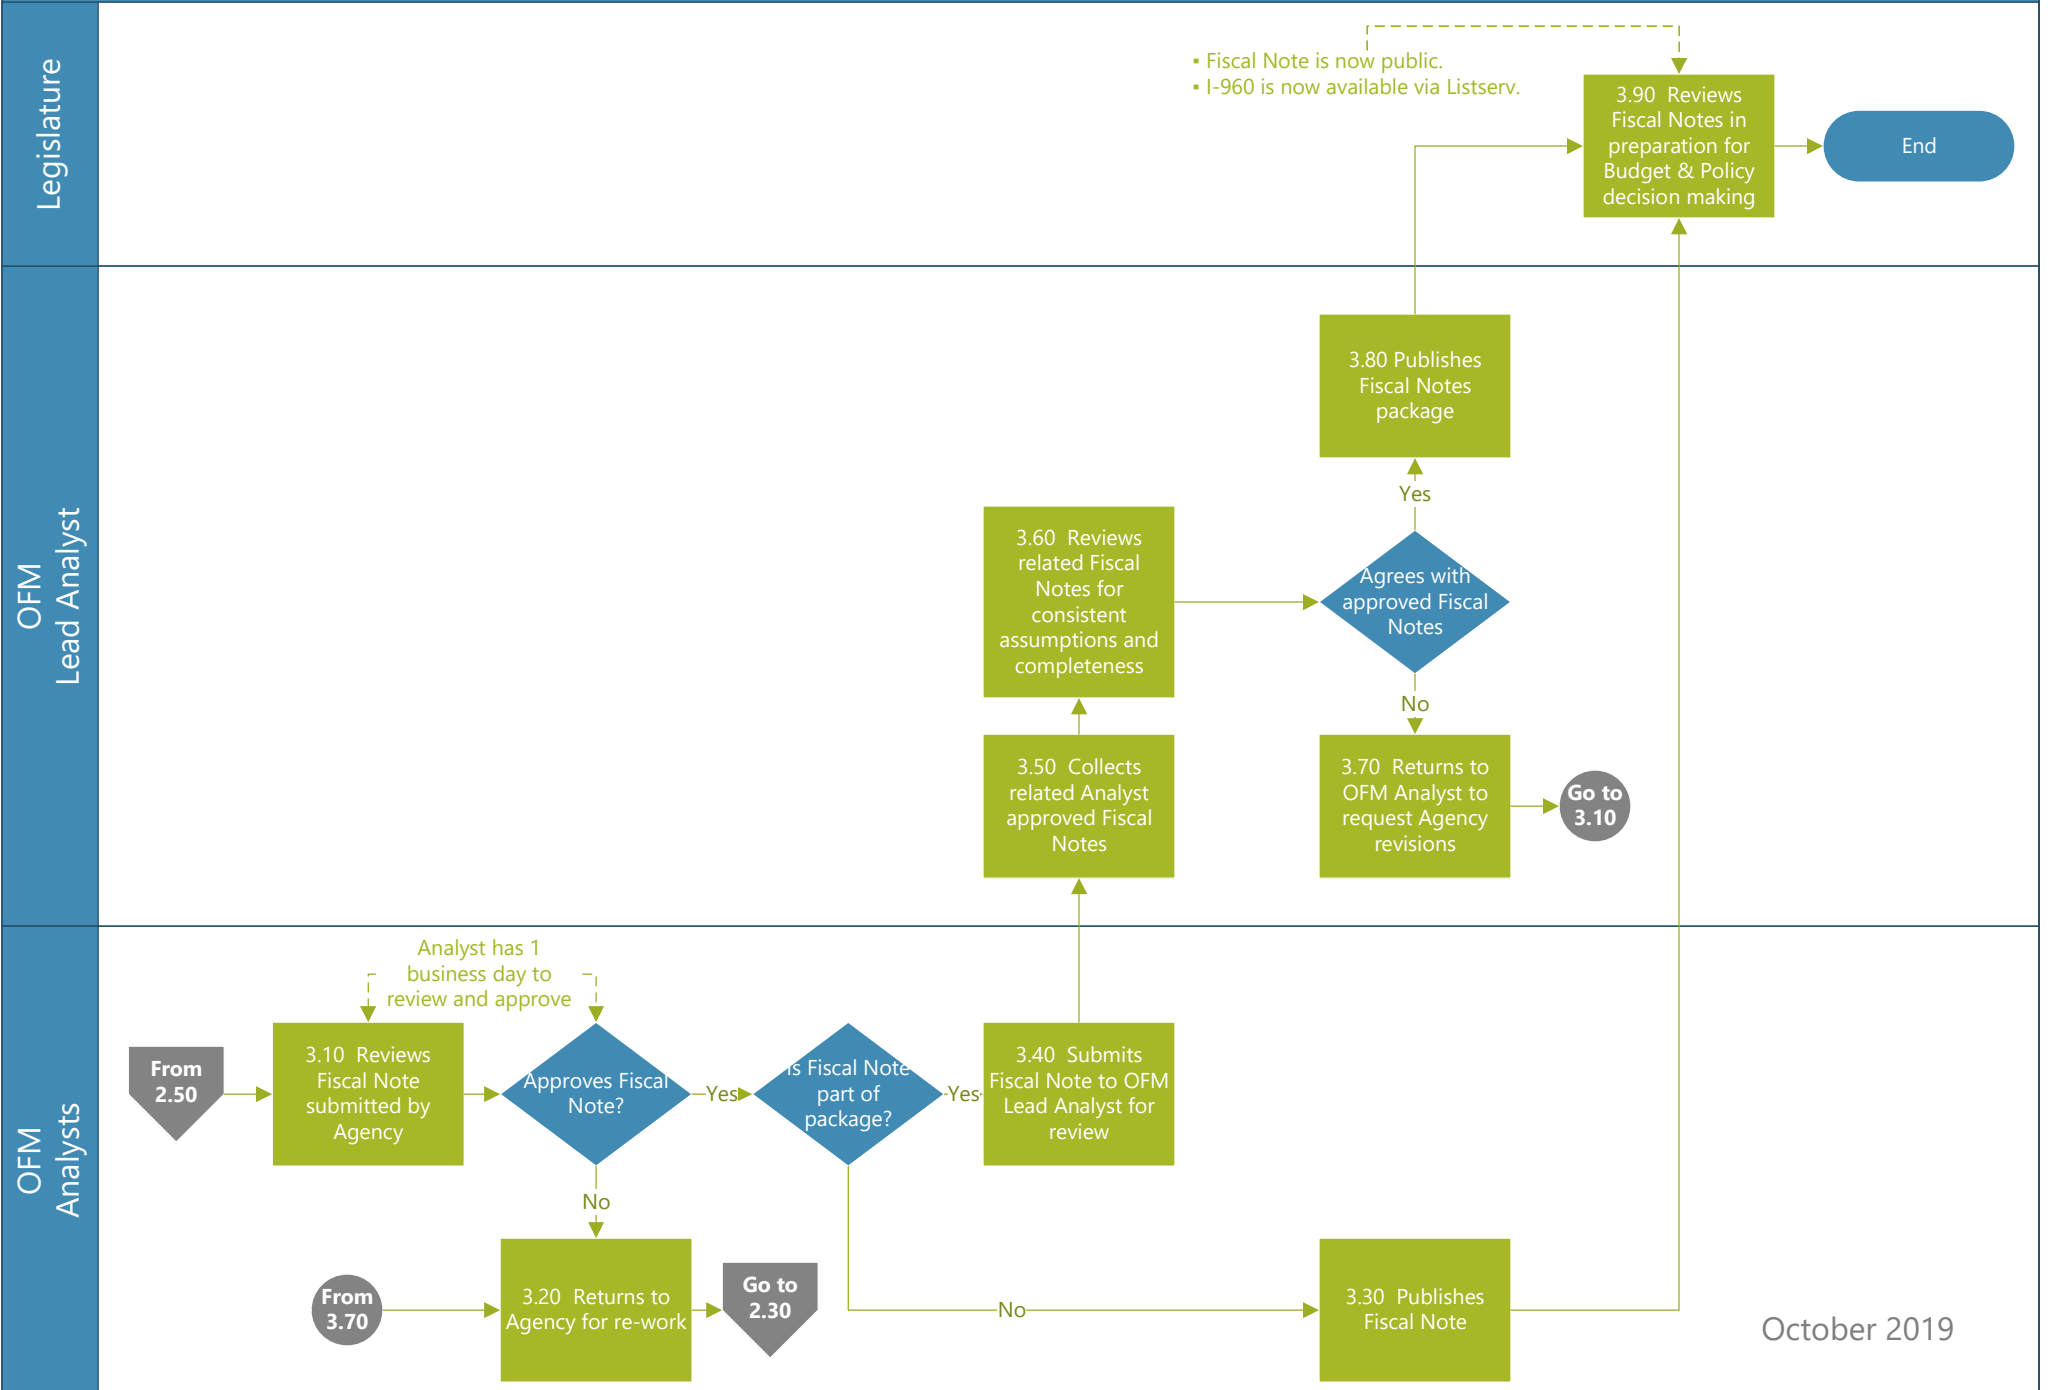 Legislature
▪ Fiscal Note is now public.
▪ I-960 is now available via Listserv.
3.90 Reviews
Fiscal Notes in
preparation for
Budget & Policy
decision making
End
OFM
Lead Analyst
3.80 Publishes
Fiscal Notes
package
Yes
3.60 Reviews
related Fiscal
Notes for
consistent
assumptions and
completeness
Agrees with
approved Fiscal
Notes
No
3.50 Collects
related Analyst
approved Fiscal
Notes
3.70 Returns to
OFM Analyst to
request Agency
revisions
Go to
3.10
OFM
Analysts
Analyst has 1
business day to
review and approve
From
2.50
3.10 Reviews
Fiscal Note
submitted by
Agency
Approves Fiscal
Note?
Yes
Is Fiscal Note
part of
package?
Yes
3.40 Submits
Fiscal Note to OFM
Lead Analyst for
review
No
From
3.70
3.20 Returns to
Agency for re-work
Go to
2.30
No
3.30 Publishes
Fiscal Note
October 2019